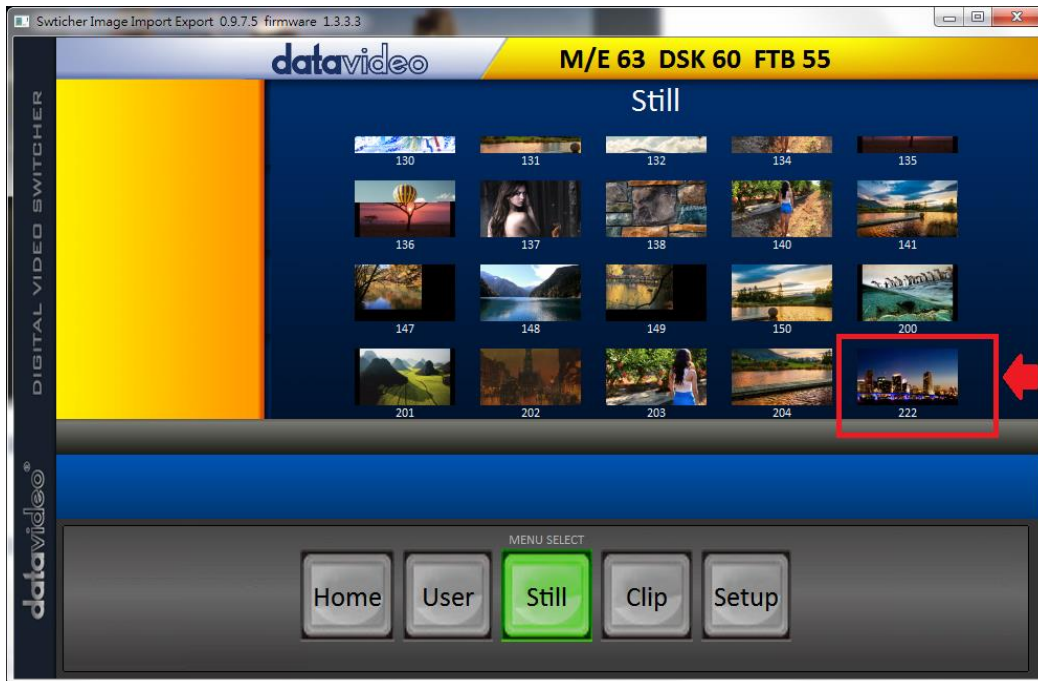 Swticher Image Import Export 0.9.7.5 firmware 1.3.3.3
datavideo
M/E 63 DSK 60 FTB 55
DIGITAL VIDEO SWITCHER
Still
130 131 132 134 135
136 137 138 140 141
147 148 149 150 200
201 202 203 204 222
datavideo®
MENU SELECT
Home User Still Clip Setup